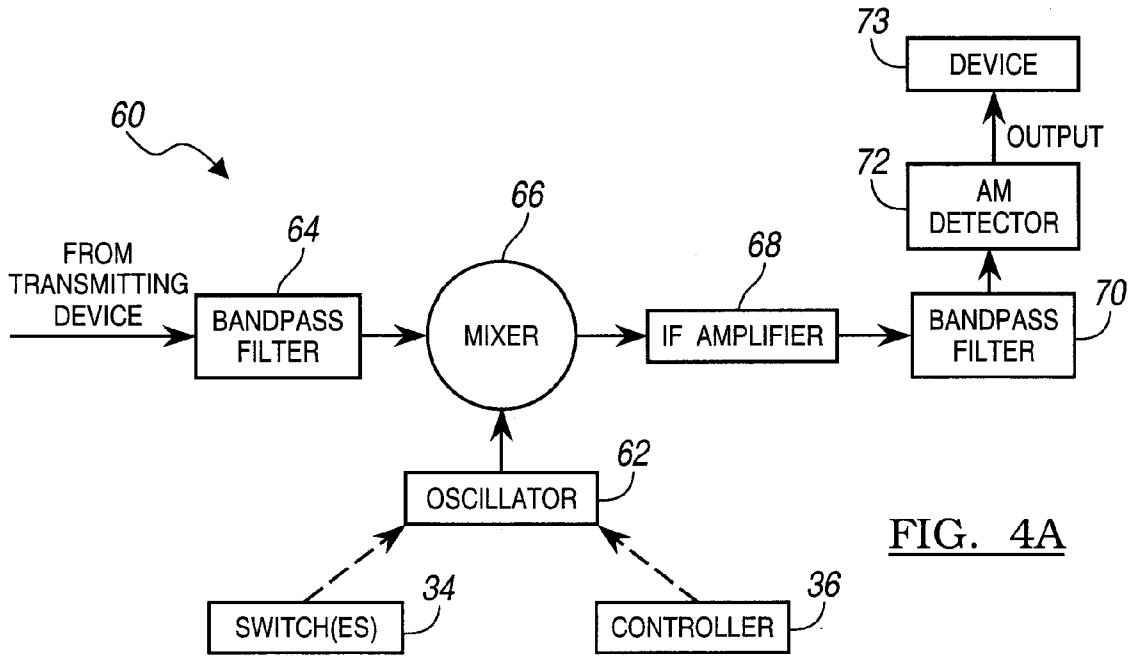 73
DEVICE
OUTPUT
72
AM
DETECTOR
60
66
64
68
70
FROM
TRANSMITTING
DEVICE
BANDPASS
FILTER
MIXER
IF AMPLIFIER
BANDPASS
FILTER
62
OSCILLATOR
FIG. 4A
34
SWITCH(ES)
36
CONTROLLER